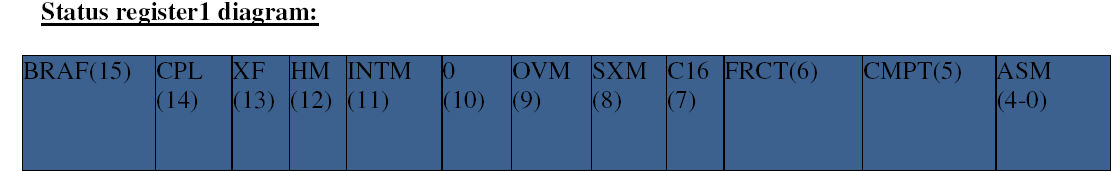 Status register1 diagram:
BRAF(15) CPL XF HM INTM 0 OVM SXM C16 FRCT(6) CMPT(5) ASM
(14) (13) (12) (11) (10) (9) (8) (7) (4-0)